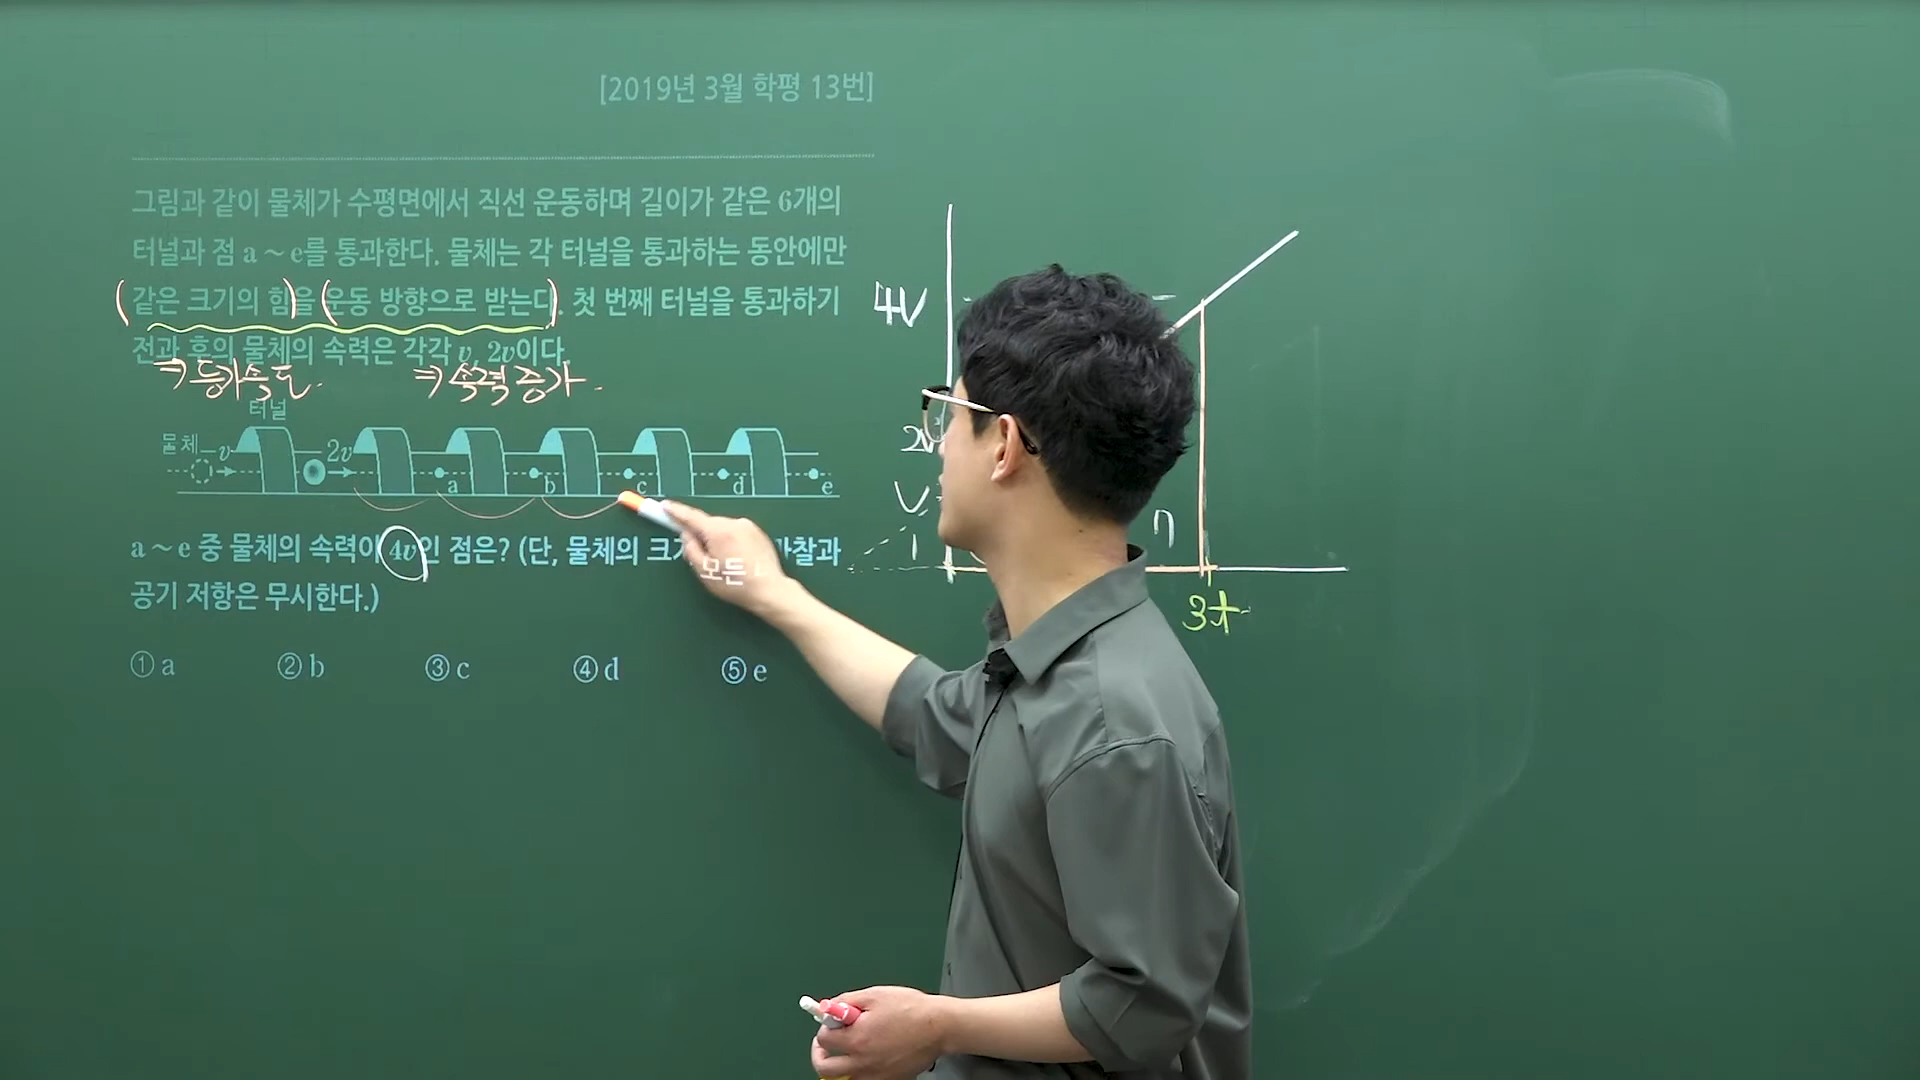 [2019년 3월 학평 13번]
그림과 같이 물체가 수평면에서 직선 운동하며 길이가 같은 6개의
터널과 점 a ~ e를 통과한다. 물체는 각 터널을 통과하는 동안에만
(같은 크기의 힘)을 (운동 방향으로 받는다). 첫 번째 터널을 통과하기
전과 후의 물체의 속력은 각각 v, 2v이다.
⇒ 등가속도. ⇒ 속력 증가.
터널
물체 v 2v a b c d e
a ~ e 중 물체의 속력이 4v인 점은? (단, 물체의 크기 모든 마찰과
공기 저항은 무시한다.)
① a ② b ③ c ④ d ⑤ e
4V
2V
V
1 7
3t